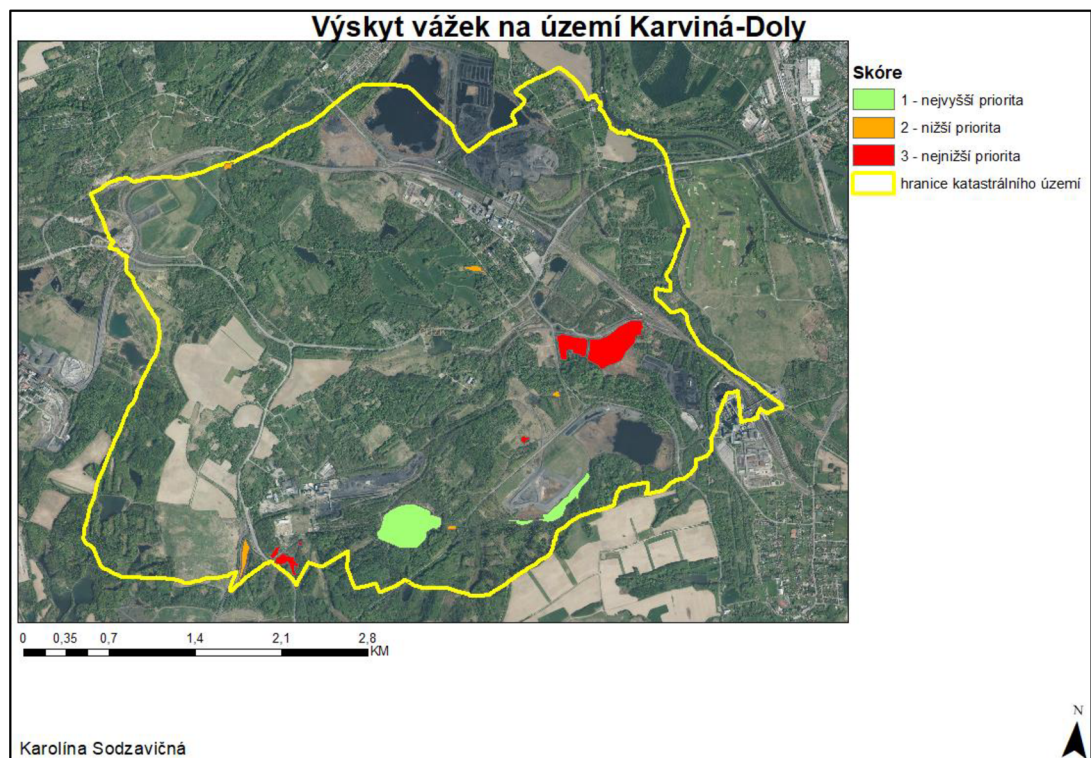 Výskyt vážek na území Karviná-Doly
Skóre
1 - nejvyšší priorita
2 - nižší priorita
3 - nejnižší priorita
hranice katastrálního území
0 0,35 0,7 1,4 2,1 2,8
KM
N
Karolína Sodzavičná